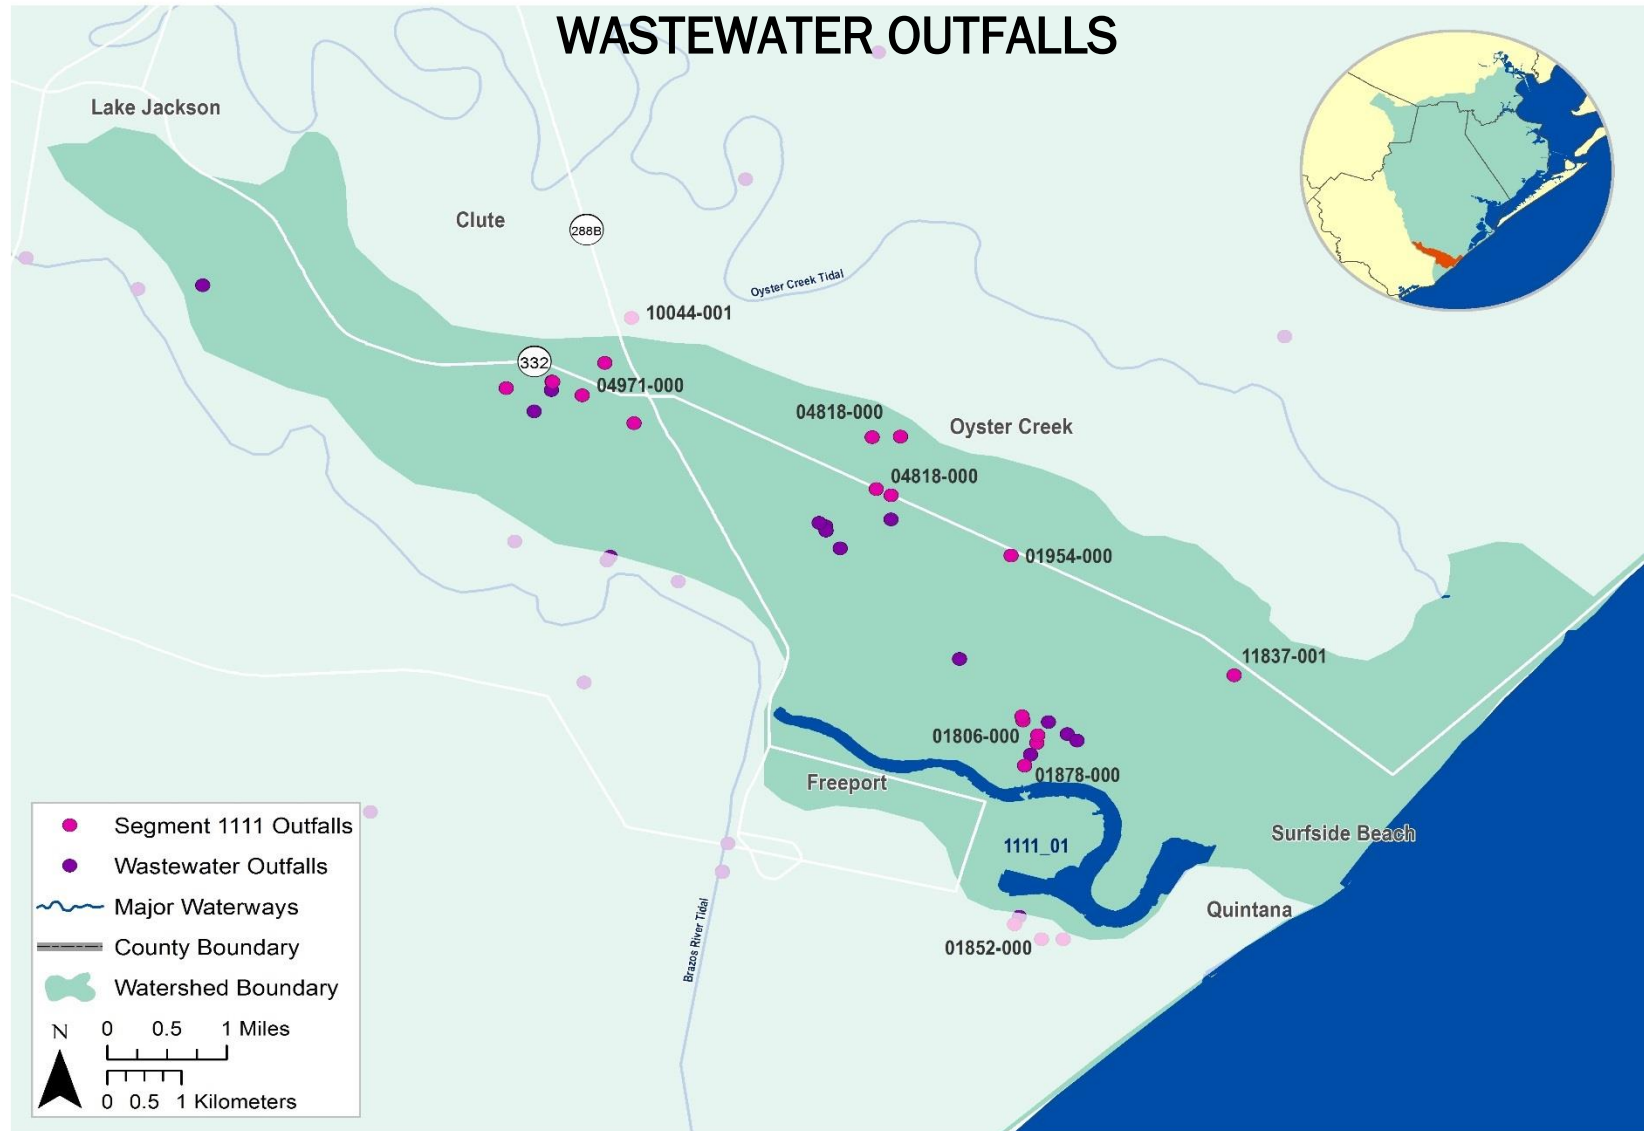 WASTEWATER OUTFALLS
Lake Jackson
Clute
288B
Oyster Creek Tidal
10044-001
332
04971-000
04818-000
Oyster Creek
04818-000
01954-000
11837-001
01806-000
01878-000
Freeport
Surfside Beach
1111_01
Quintana
01852-000
Brazos River Tidal
Segment 1111 Outfalls
Wastewater Outfalls
Major Waterways
County Boundary
Watershed Boundary
N
0 0.5 1 Miles
0 0.5 1 Kilometers